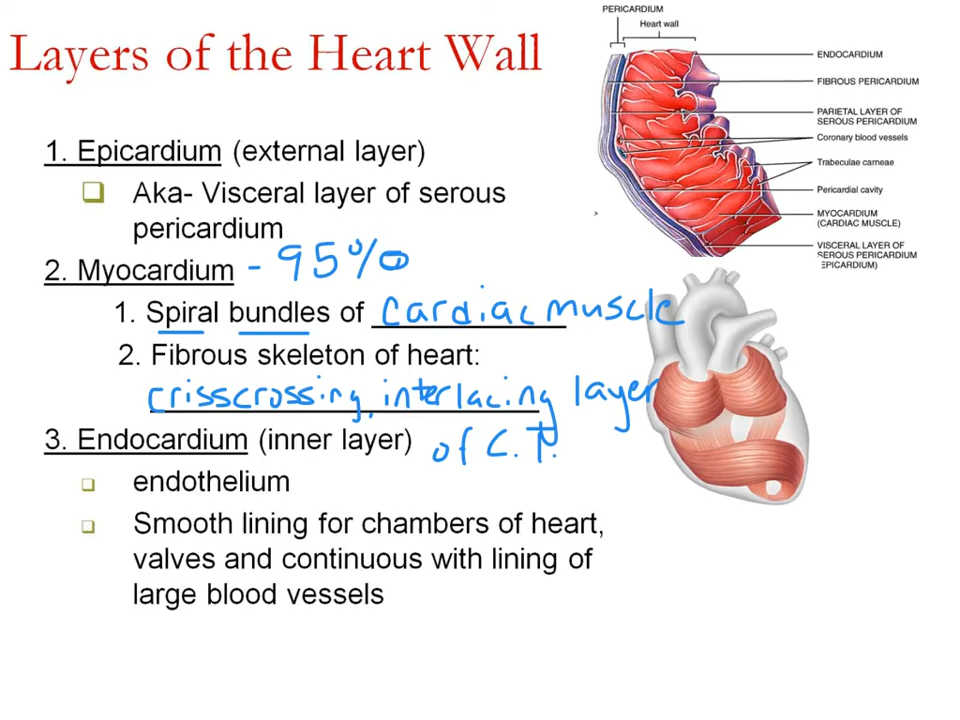 Layers of the Heart Wall
1. Epicardium (external layer)
Aka- Visceral layer of serous
pericardium
2. Myocardium - 95%
1. Spiral bundles of cardiac muscle
2. Fibrous skeleton of heart:
crisscrossing, interlacing layer
of C.T.
3. Endocardium (inner layer)
endothelium
Smooth lining for chambers of heart,
valves and continuous with lining of
large blood vessels
PERICARDIUM
Heart wall
ENDOCARDIUM
FIBROUS PERICARDIUM
PARIETAL LAYER OF
SEROUS PERICARDIUM
Coronary blood vessels
Trabeculae carneae
Pericardial cavity
MYOCARDIUM
(CARDIAC MUSCLE)
VISCERAL LAYER OF
SEROUS PERICARDIUM
EPICARDIUM)